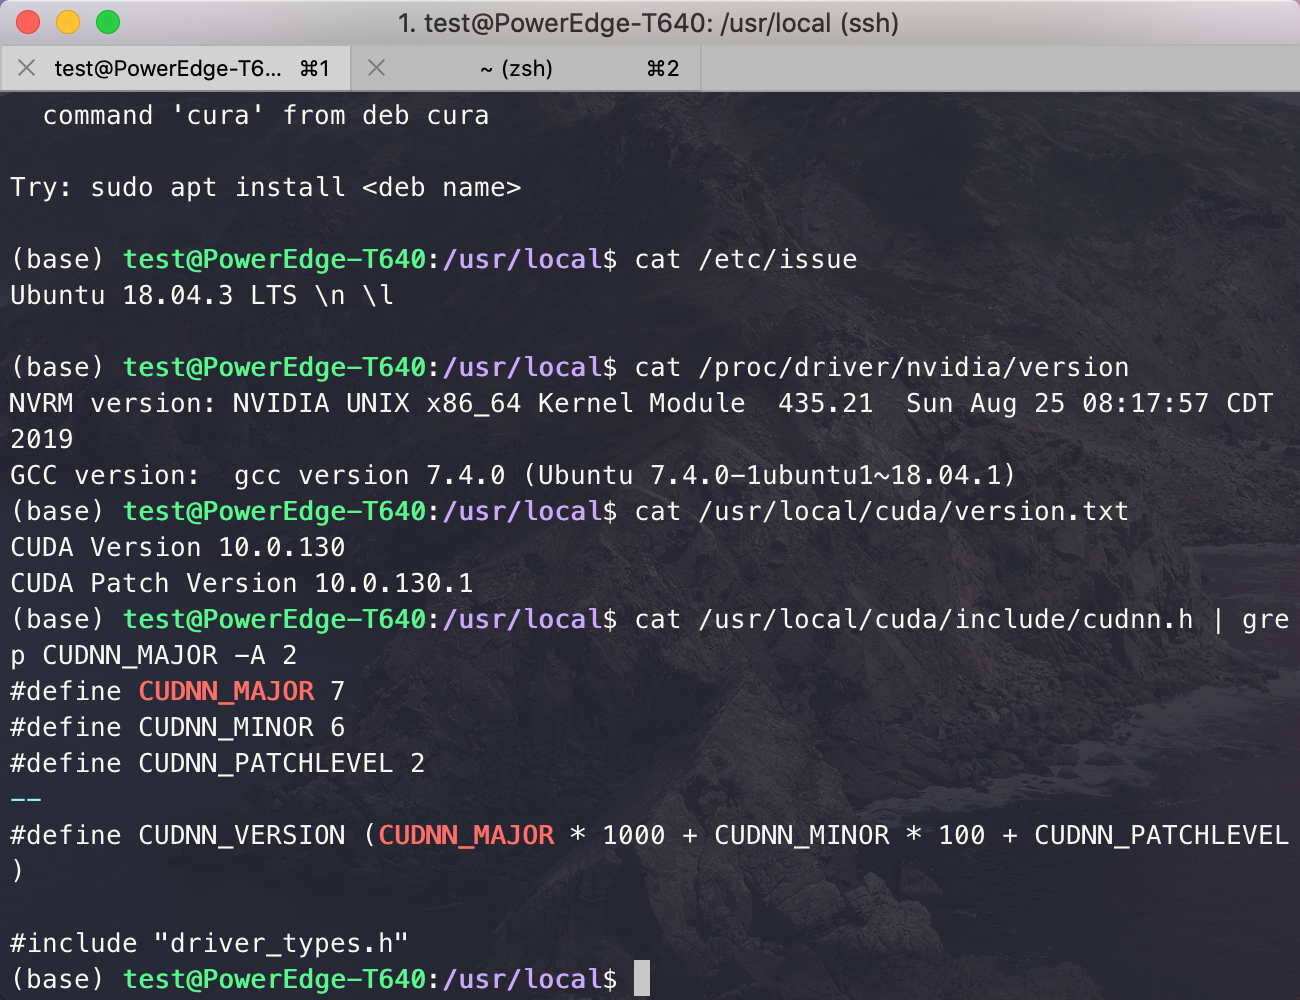 1. test@PowerEdge-T640: /usr/local (ssh)
test@PowerEdge-T6... ⌘1 ~ (zsh) ⌘2
command 'cura' from deb cura
Try: sudo apt install <deb name>
(base) test@PowerEdge-T640:/usr/local$ cat /etc/issue
Ubuntu 18.04.3 LTS \n \l
(base) test@PowerEdge-T640:/usr/local$ cat /proc/driver/nvidia/version
NVRM version: NVIDIA UNIX x86_64 Kernel Module  435.21  Sun Aug 25 08:17:57 CDT
2019
GCC version:  gcc version 7.4.0 (Ubuntu 7.4.0-1ubuntu1~18.04.1)
(base) test@PowerEdge-T640:/usr/local$ cat /usr/local/cuda/version.txt
CUDA Version 10.0.130
CUDA Patch Version 10.0.130.1
(base) test@PowerEdge-T640:/usr/local$ cat /usr/local/cuda/include/cudnn.h | gre
p CUDNN_MAJOR -A 2
#define CUDNN_MAJOR 7
#define CUDNN_MINOR 6
#define CUDNN_PATCHLEVEL 2
--
#define CUDNN_VERSION (CUDNN_MAJOR * 1000 + CUDNN_MINOR * 100 + CUDNN_PATCHLEVEL
)
#include "driver_types.h"
(base) test@PowerEdge-T640:/usr/local$